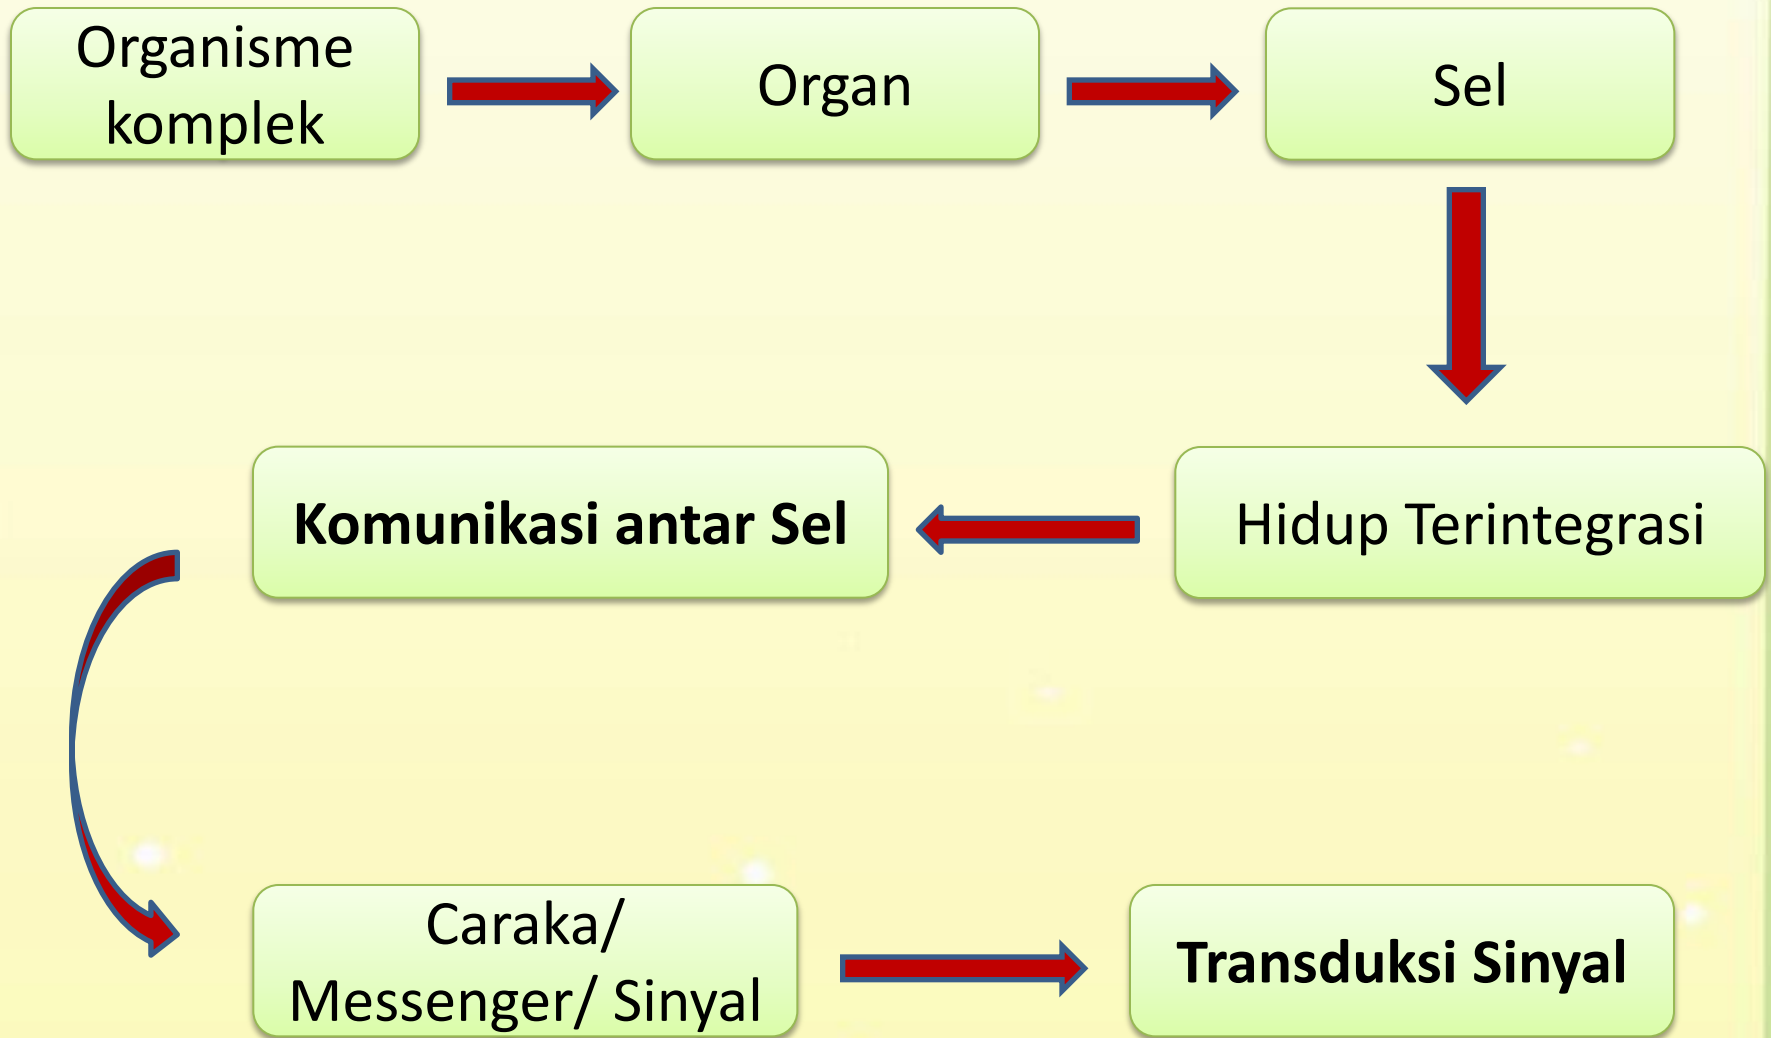 Organisme
komplek
Organ
Sel
Hidup Terintegrasi
Komunikasi antar Sel
Caraka/
Messenger/ Sinyal
Transduksi Sinyal